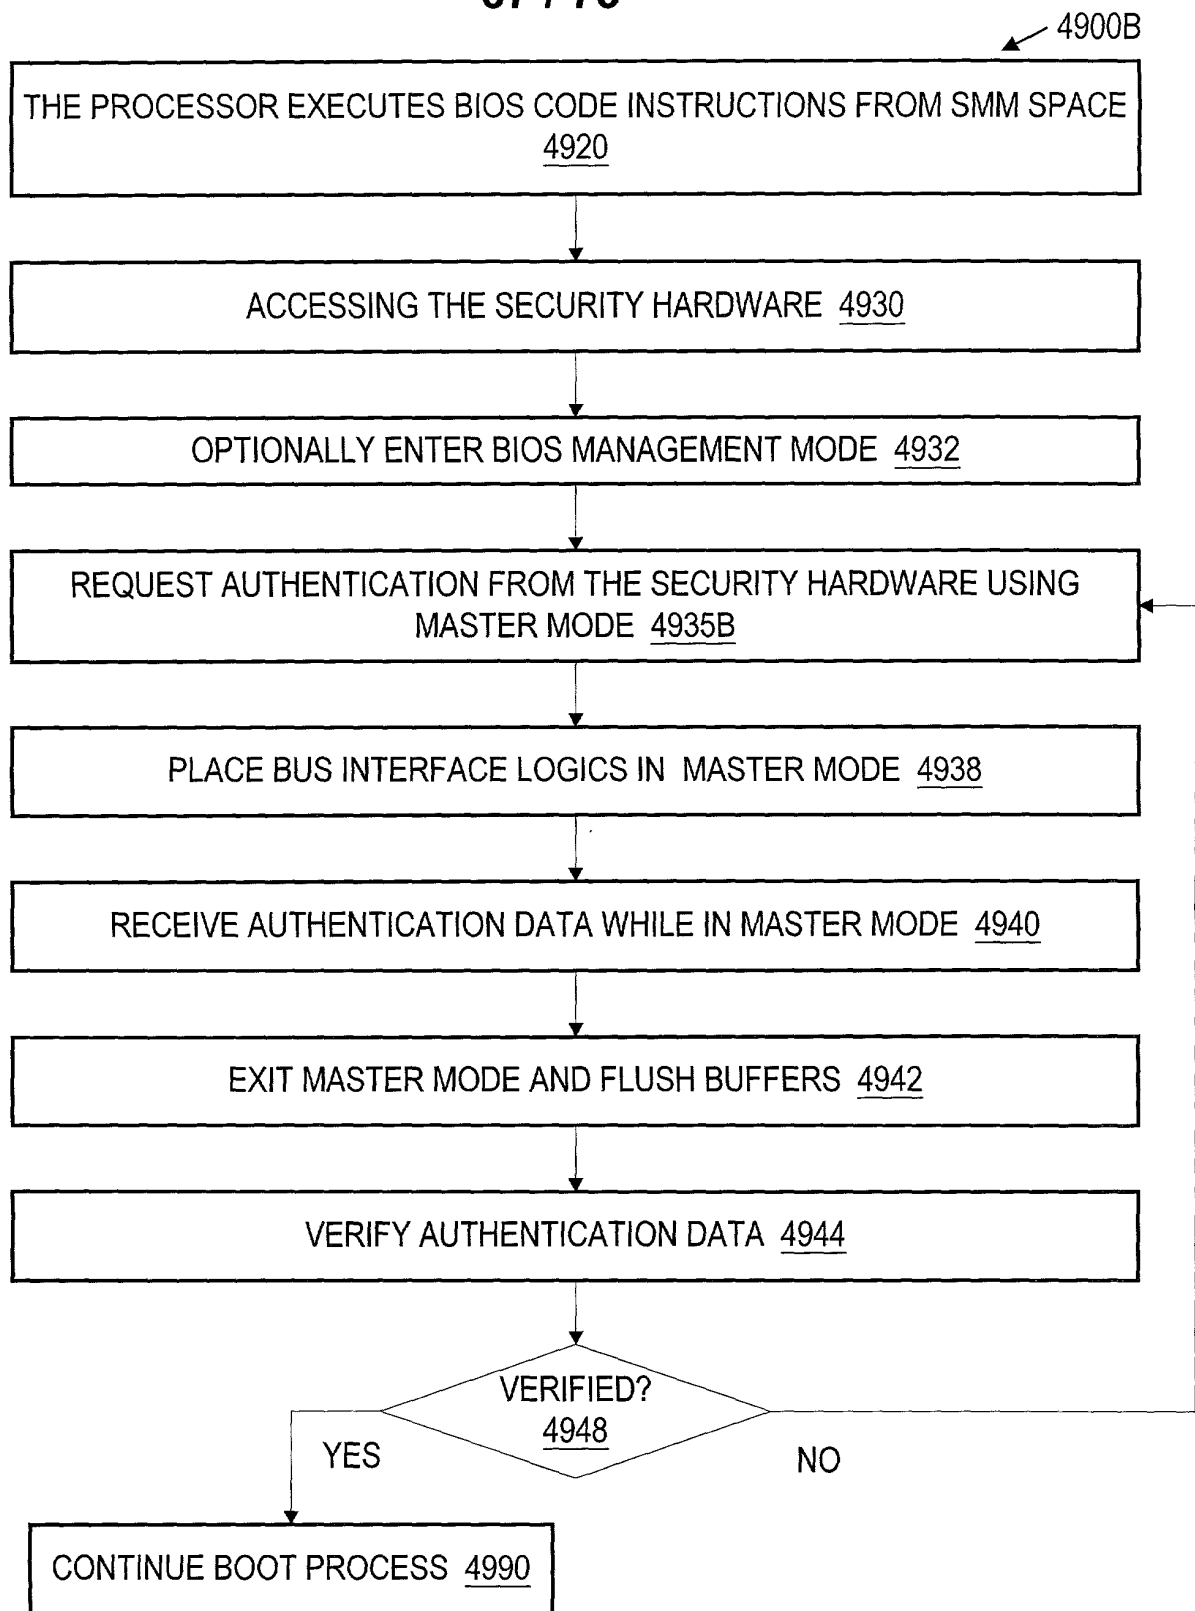 4900B
THE PROCESSOR EXECUTES BIOS CODE INSTRUCTIONS FROM SMM SPACE
4920
ACCESSING THE SECURITY HARDWARE 4930
OPTIONALLY ENTER BIOS MANAGEMENT MODE 4932
REQUEST AUTHENTICATION FROM THE SECURITY HARDWARE USING
MASTER MODE 4935B
PLACE BUS INTERFACE LOGICS IN MASTER MODE 4938
RECEIVE AUTHENTICATION DATA WHILE IN MASTER MODE 4940
EXIT MASTER MODE AND FLUSH BUFFERS 4942
VERIFY AUTHENTICATION DATA 4944
VERIFIED?
4948
YES
NO
CONTINUE BOOT PROCESS 4990